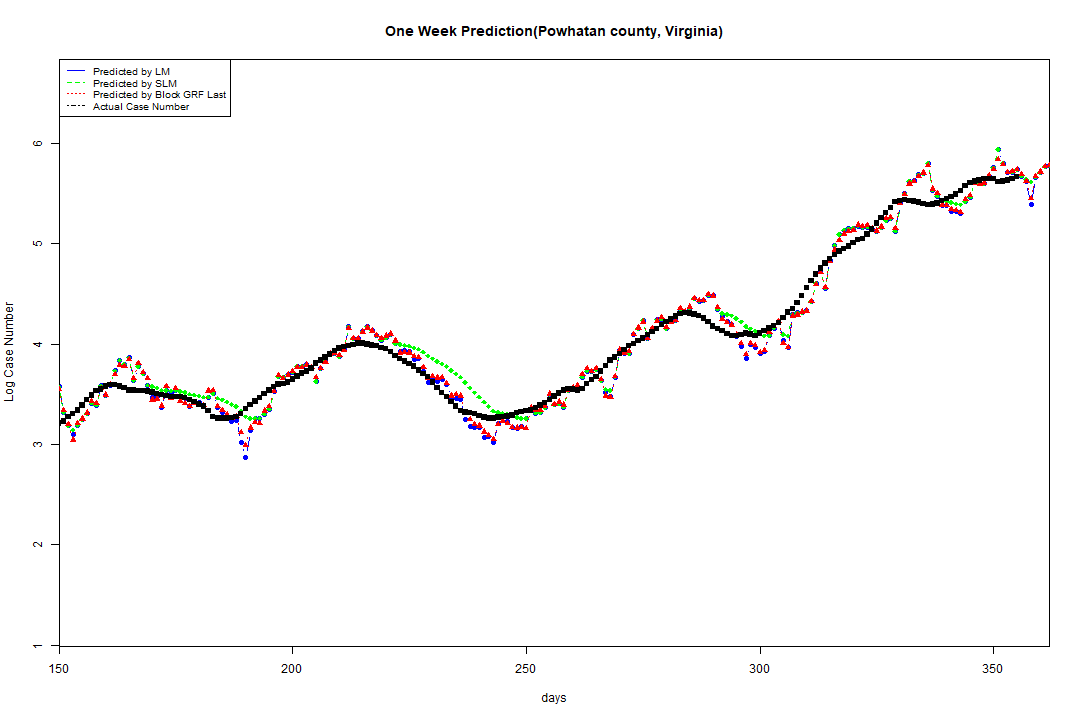 One Week Prediction(Powhatan county, Virginia)
Predicted by LM
Predicted by SLM
Predicted by Block GRF Last
Actual Case Number
6
5
4
3
2
1
Log Case Number
150 200 250 300 350
days